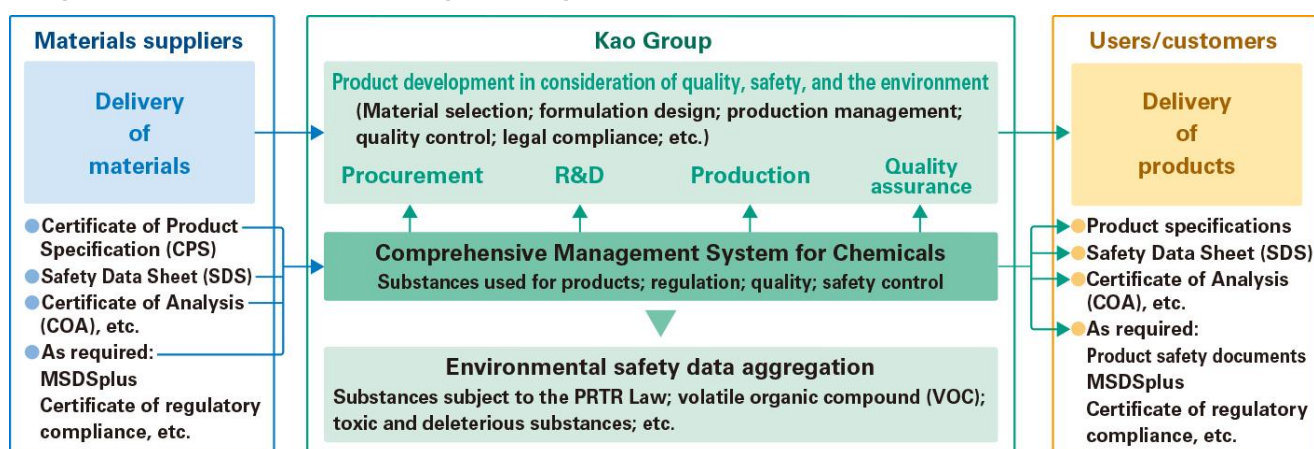 Materials suppliers
Delivery
of
materials
Certificate of Product
Specification (CPS)
Safety Data Sheet (SDS)
Certificate of Analysis
(COA), etc.
As required:
MSDSplus
Certificate of regulatory
compliance, etc.
Kao Group
Product development in consideration of quality, safety, and the environment
(Material selection; formulation design; production management;
quality control; legal compliance; etc.)
Procurement
R&D
Production
Quality
assurance
Comprehensive Management System for Chemicals
Substances used for products; regulation; quality; safety control
Environmental safety data aggregation
Substances subject to the PRTR Law; volatile organic compound (VOC);
toxic and deleterious substances; etc.
Users/customers
Delivery
of
products
Product specifications
Safety Data Sheet (SDS)
Certificate of Analysis
(COA), etc.
As required:
Product safety documents
MSDSplus
Certificate of regulatory
compliance, etc.